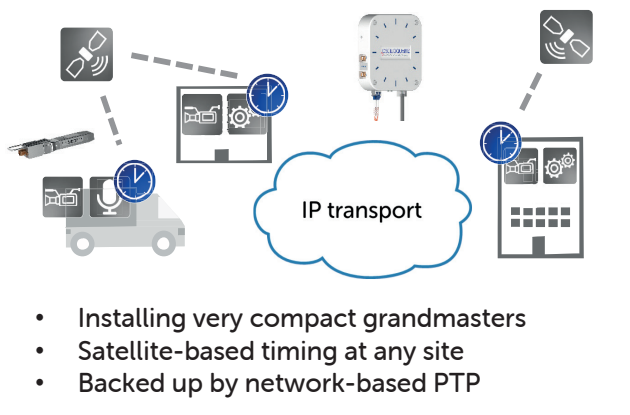 IP transport
• Installing very compact grandmasters
• Satellite-based timing at any site
• Backed up by network-based PTP